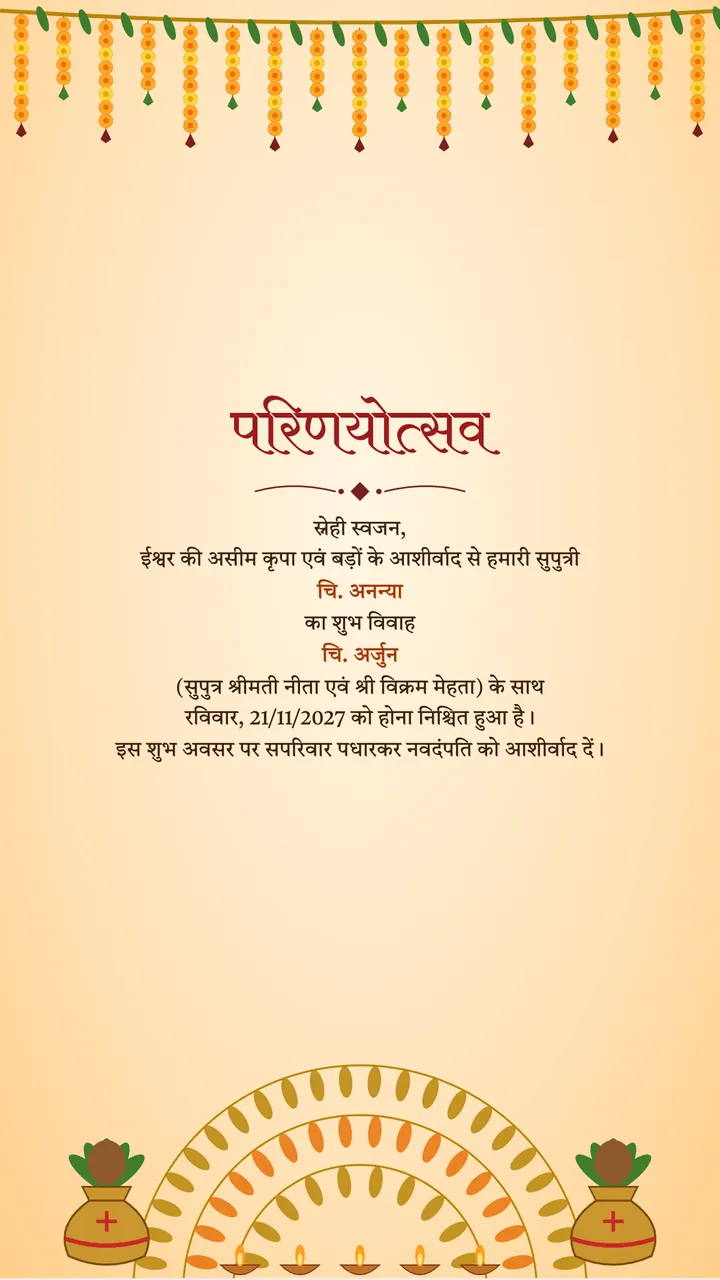 परिणयोत्सव
स्नेही स्वजन,
ईश्वर की असीम कृपा एवं बड़ों के आशीर्वाद से हमारी सुपुत्री
चि. अनन्या
का शुभ विवाह
चि. अर्जुन
(सुपुत्र श्रीमती नीता एवं श्री विक्रम मेहता) के साथ
रविवार, 21/11/2027 को होना निश्चित हुआ है।
इस शुभ अवसर पर सपरिवार पधारकर नवदंपति को आशीर्वाद दें।